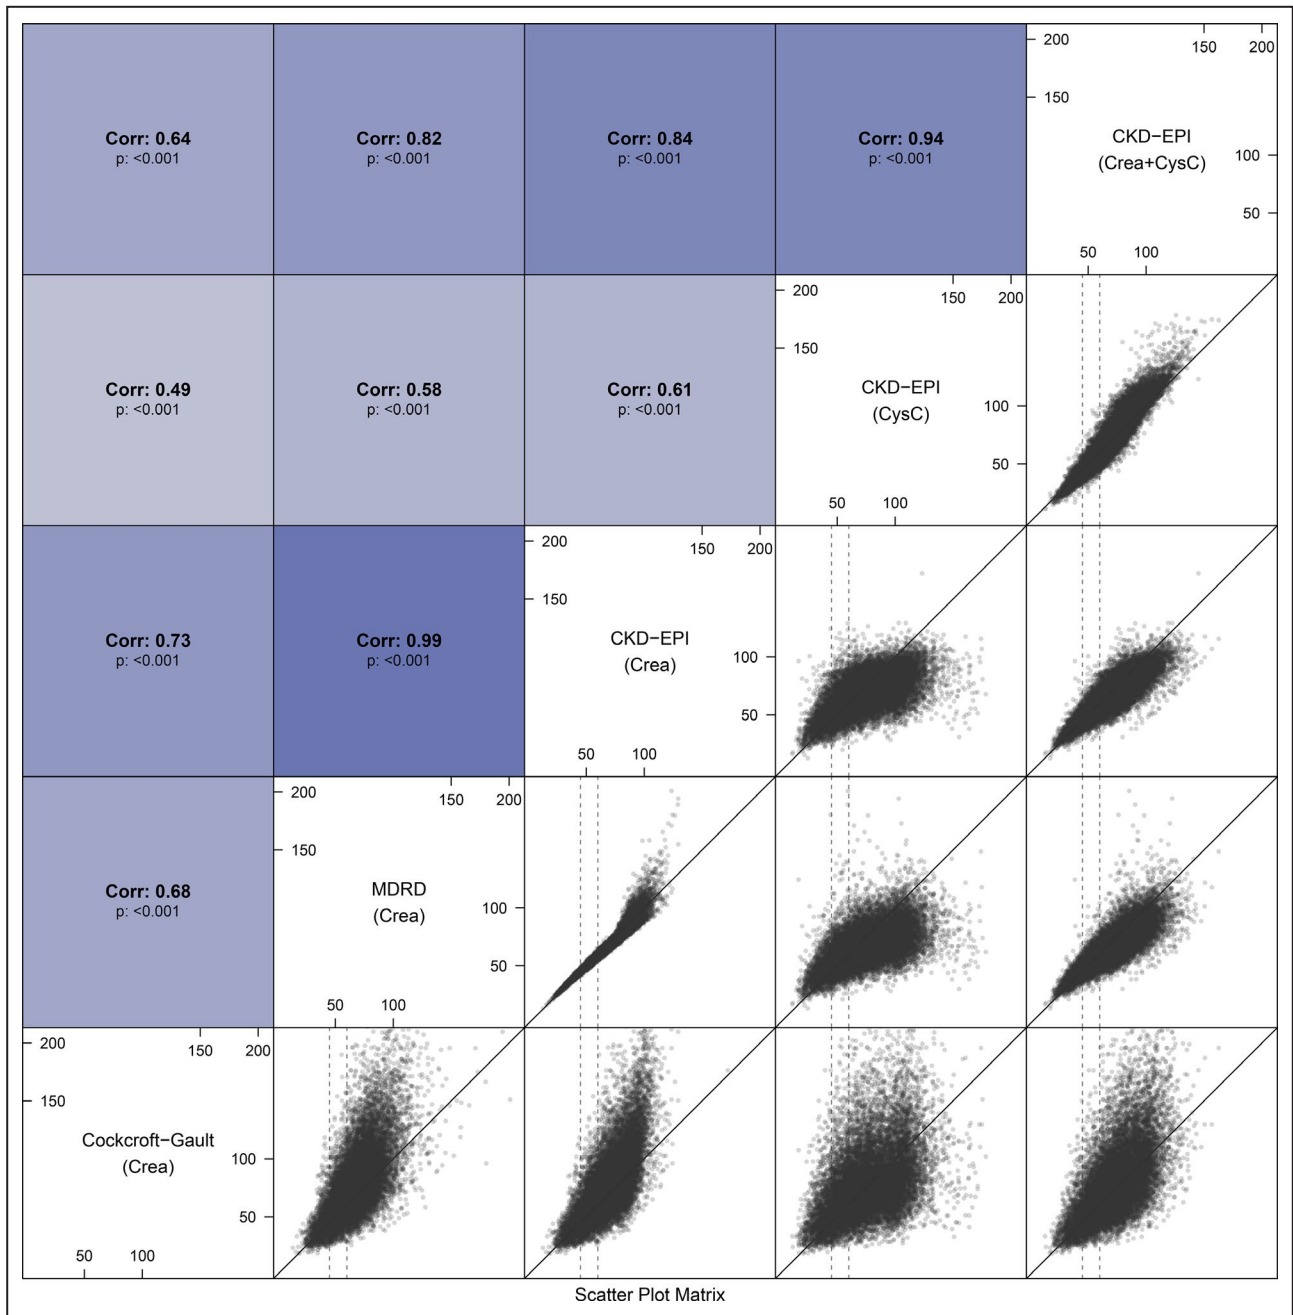 200
150
200
150
Corr: 0.64
p: <0.001
Corr: 0.82
p: <0.001
Corr: 0.84
p: <0.001
Corr: 0.94
p: <0.001
CKD−EPI
(Crea+CysC)
100
50
50
100
200
150
200
150
Corr: 0.49
p: <0.001
Corr: 0.58
p: <0.001
Corr: 0.61
p: <0.001
CKD−EPI
(CysC)
100
50
50
100
100
50
200
150
200
150
Corr: 0.73
p: <0.001
Corr: 0.99
p: <0.001
CKD−EPI
(Crea)
100
50
50
100
200
150
200
150
Corr: 0.68
p: <0.001
MDRD
(Crea)
100
50
50
100
200
150
200
150
Cockcroft−Gault
(Crea)
100
50
50
100
Scatter Plot Matrix